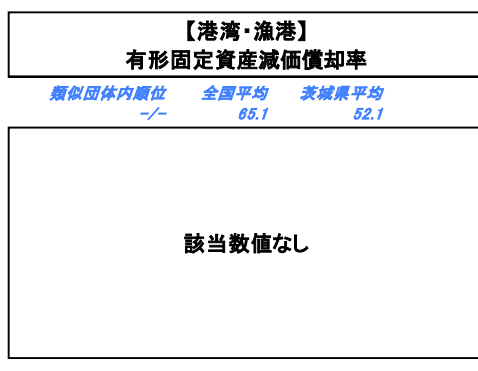 【港湾・漁港】
有形固定資産減価償却率
類似団体内順位 全国平均 茨城県平均
-/- 65.1 52.1
該当数値なし